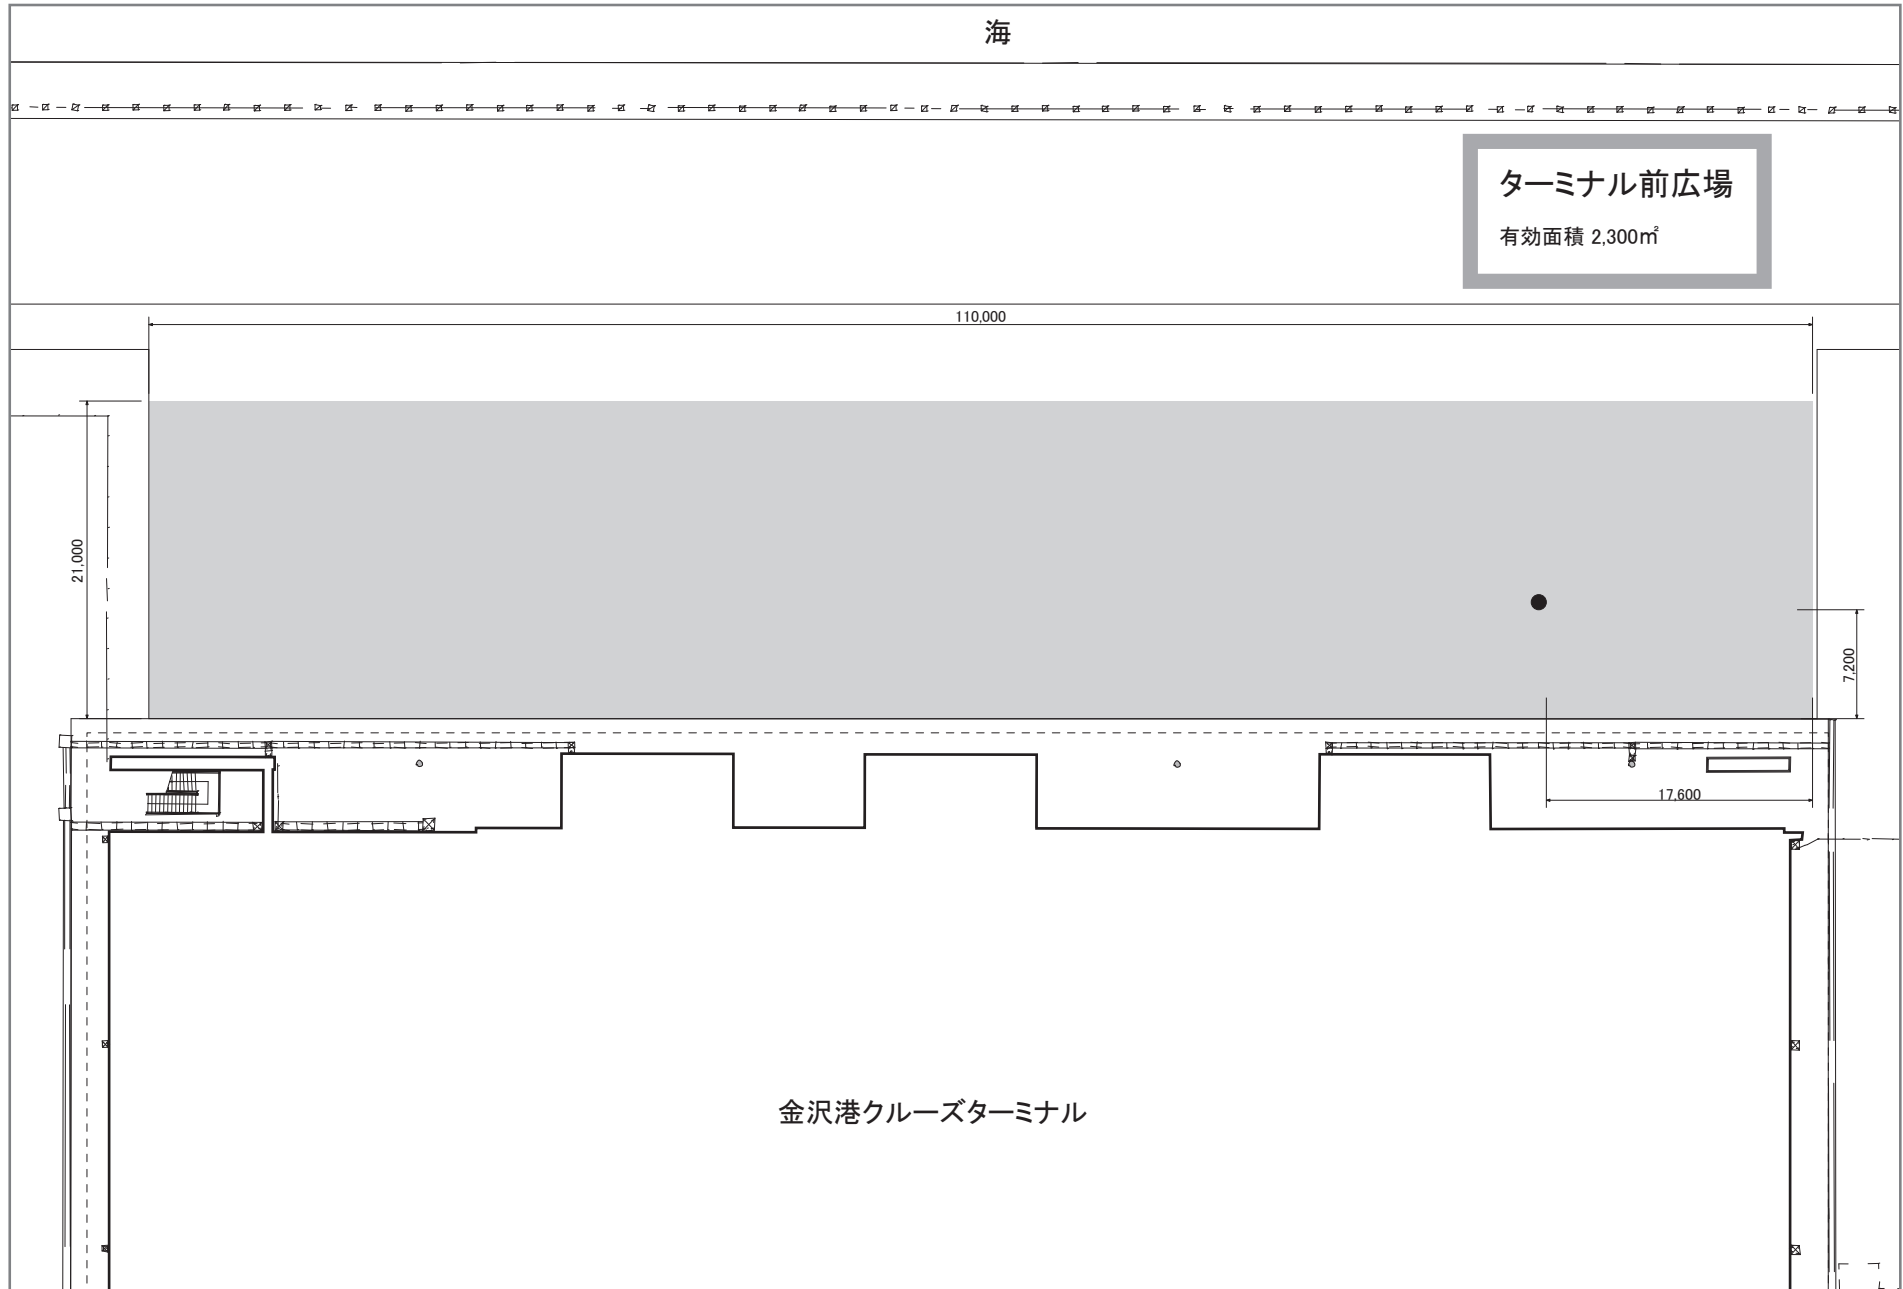 海
ターミナル前広場
有効面積 2,300㎡
110,000
21,000
7,200
17,600
金沢港クルーズターミナル